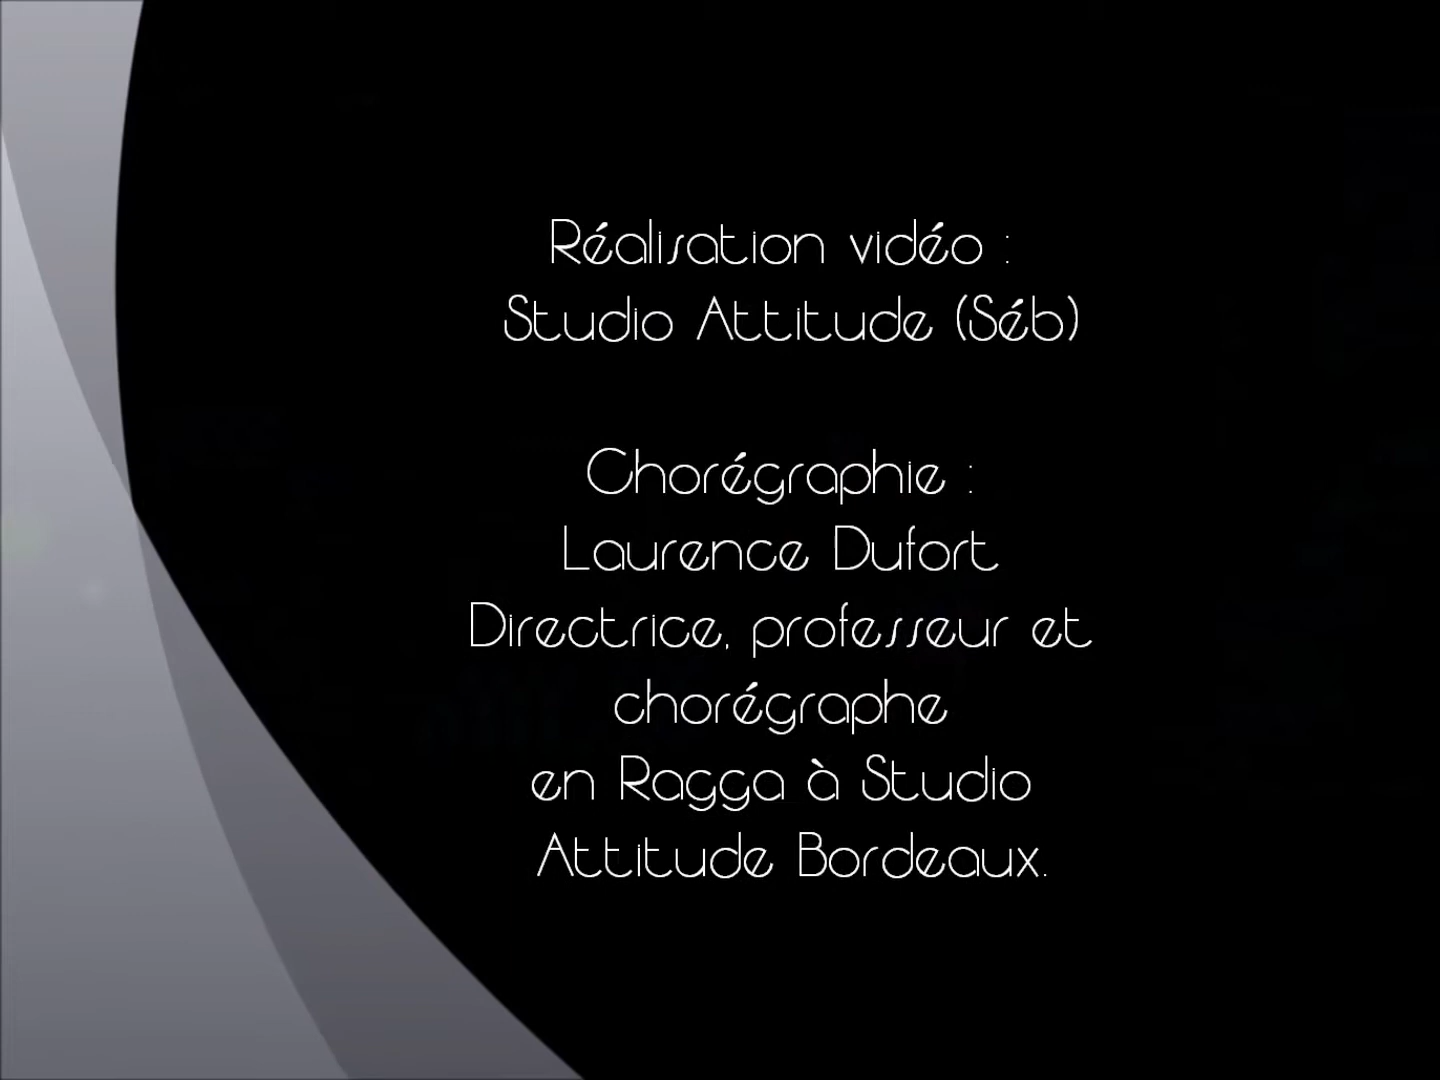 Réalisation vidéo :
Studio Attitude (Séb)
Chorégraphie :
Laurence Dufort
Directrice, professeur et
chorégraphe
en Ragga à Studio
Attitude Bordeaux.